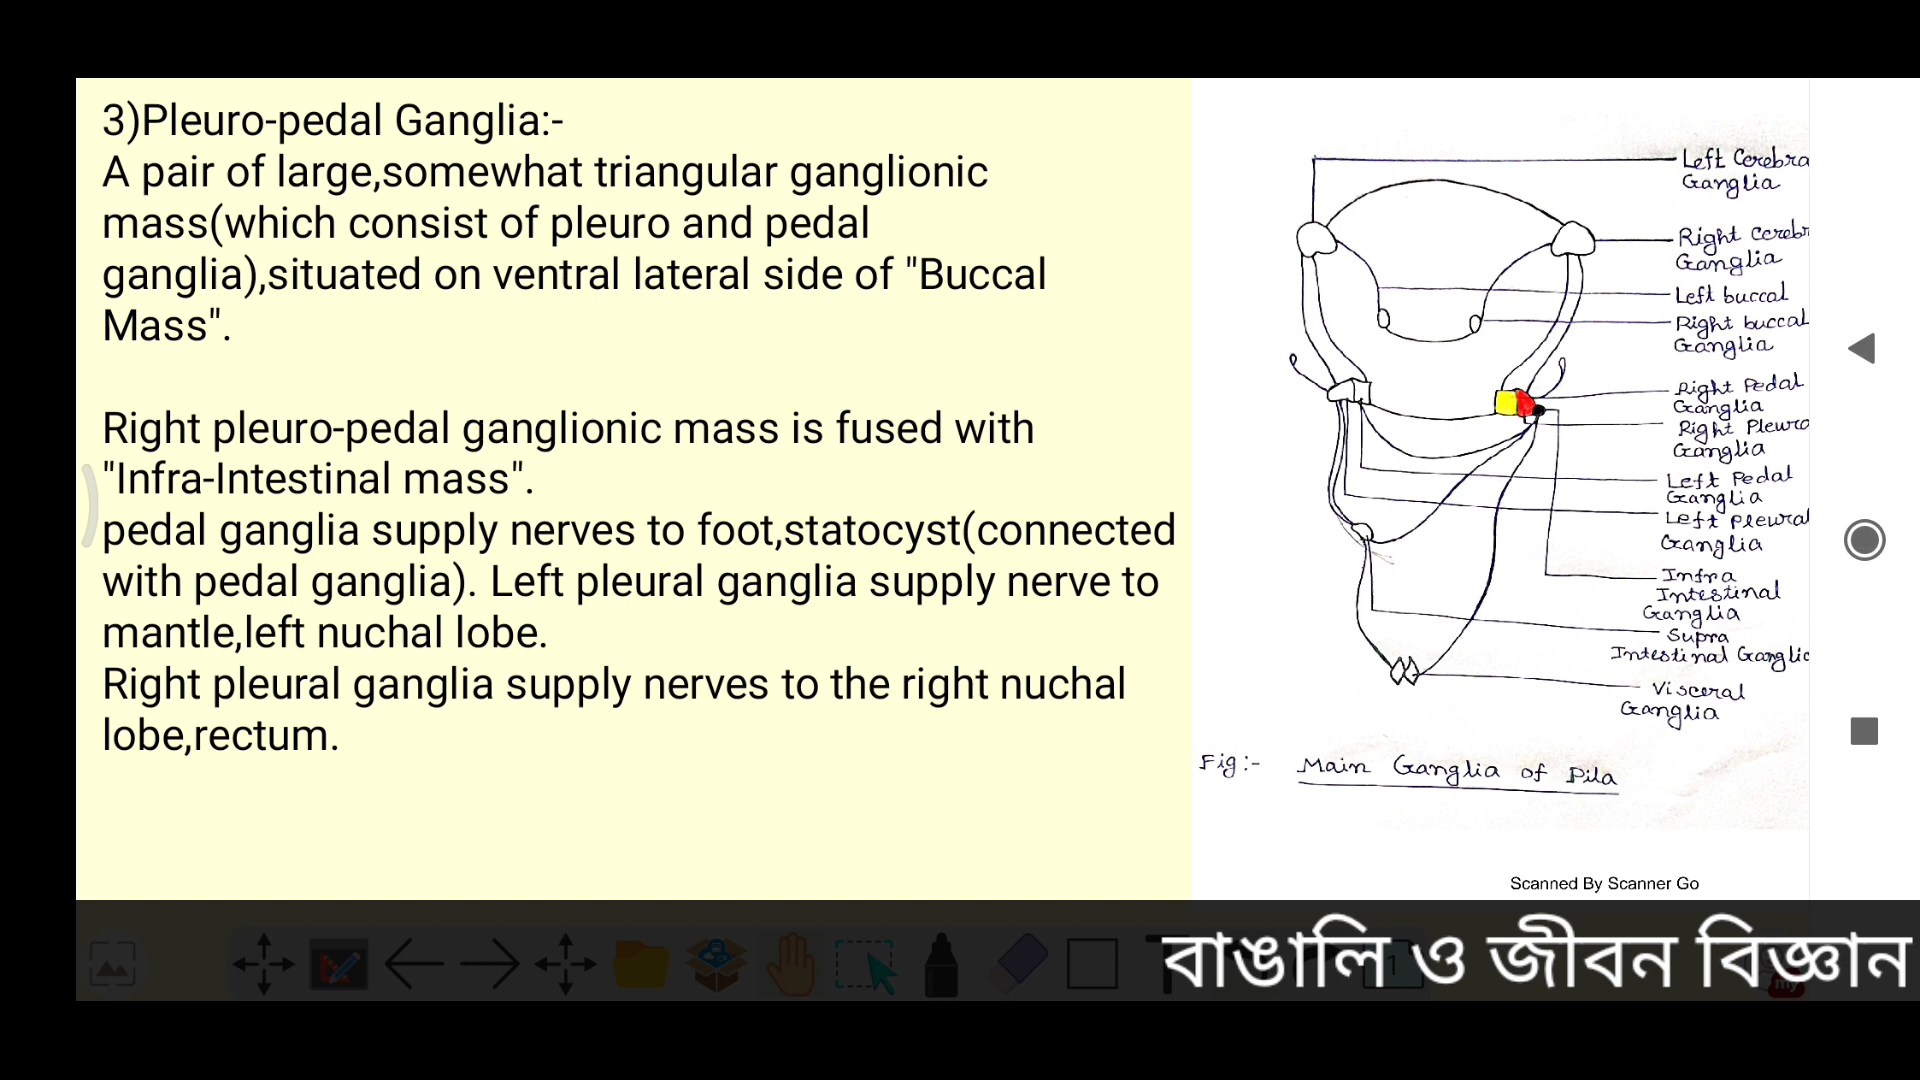 3)Pleuro-pedal Ganglia:-
A pair of large,somewhat triangular ganglionic
mass(which consist of pleuro and pedal
ganglia),situated on ventral lateral side of "Buccal
Mass".
Right pleuro-pedal ganglionic mass is fused with
"Infra-Intestinal mass".
pedal ganglia supply nerves to foot,statocyst(connected
with pedal ganglia). Left pleural ganglia supply nerve to
mantle,left nuchal lobe.
Right pleural ganglia supply nerves to the right nuchal
lobe,rectum.
Left Cerebra
Ganglia
Right Cerebr
Ganglia
Left buccal
Right buccal
Ganglia
Right Pedal
Ganglia
Right Pleuro
Ganglia
Left Pedal
Ganglia
Left Pleural
Ganglia
Infra
Intestinal
Ganglia
Supra
Intestinal Ganglia
Visceral
Ganglia
Fig:- Main Ganglia of Pila
Scanned By Scanner Go
বাঙালি ও জীবন বিজ্ঞান